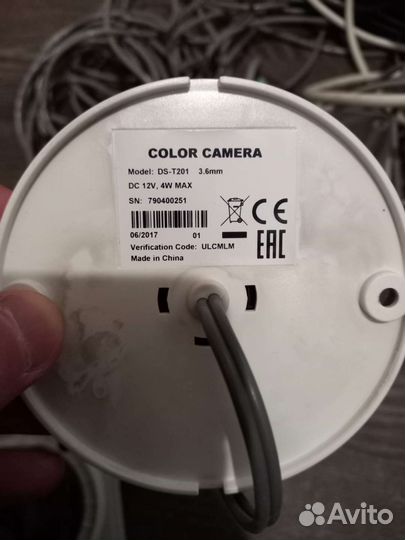 COLOR CAMERA
Model: DS-T201 3.6mm
DC 12V, 4W MAX
SN: 790400251
CE
06/2017 01
EAC
Verification Code: ULCMLM
Made in China
Avito